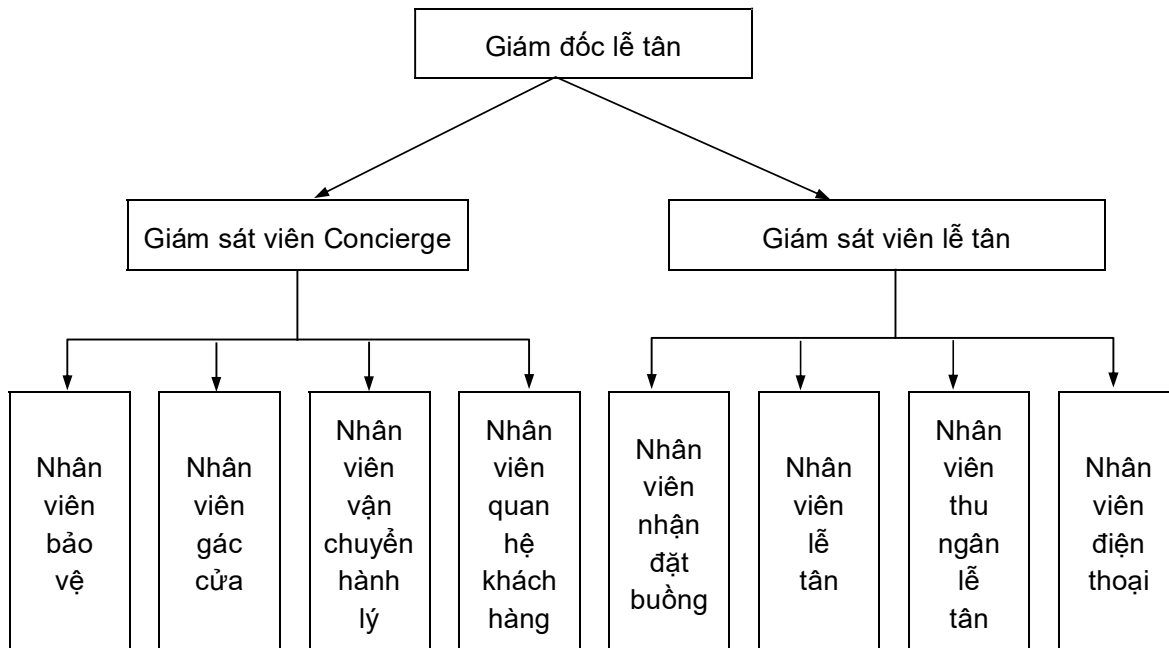 Giám đốc lễ tân
Giám sát viên Concierge
Giám sát viên lễ tân
Nhân
viên
bảo
vệ
Nhân
viên
gác
cửa
Nhân
viên
vận
chuyển
hành
lý
Nhân
viên
quan
hệ
khách
hàng
Nhân
viên
nhận
đặt
buồng
Nhân
viên
lễ
tân
Nhân
viên
thu
ngân
lễ
tân
Nhân
viên
điện
thoại